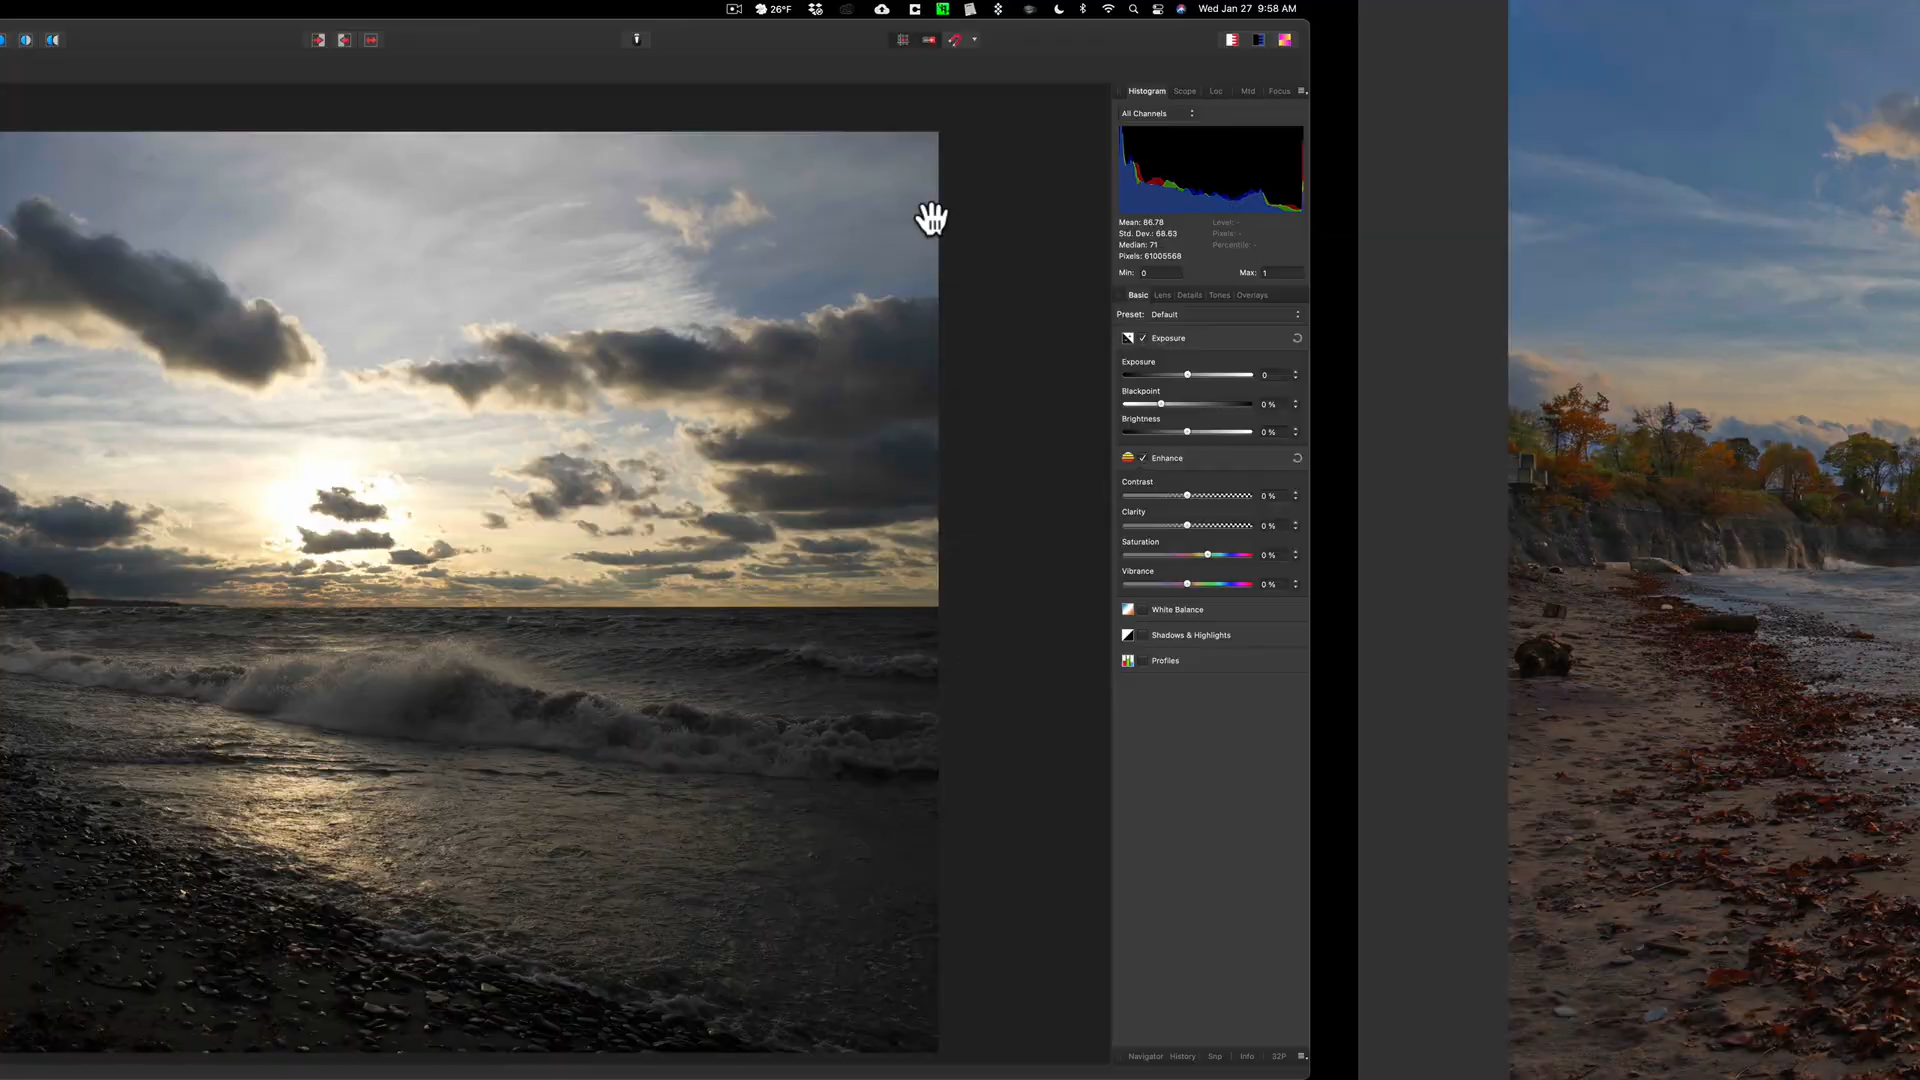 26°F
Wed Jan 27 9:58 AM
Histogram Scope Loc Mtd Focus
All Channels
Mean: 86.78 Level: -
Std. Dev.: 68.63 Pixels: -
Median: 71 Percentile: -
Pixels: 61005568
Min: 0 Max: 1
Basic Lens Details Tones Overlays
Preset: Default
Exposure
Exposure
0
Blackpoint
0 %
Brightness
0 %
Enhance
Contrast
0 %
Clarity
0 %
Saturation
0 %
Vibrance
0 %
White Balance
Shadows & Highlights
Profiles
Navigator History Snp Info 32P